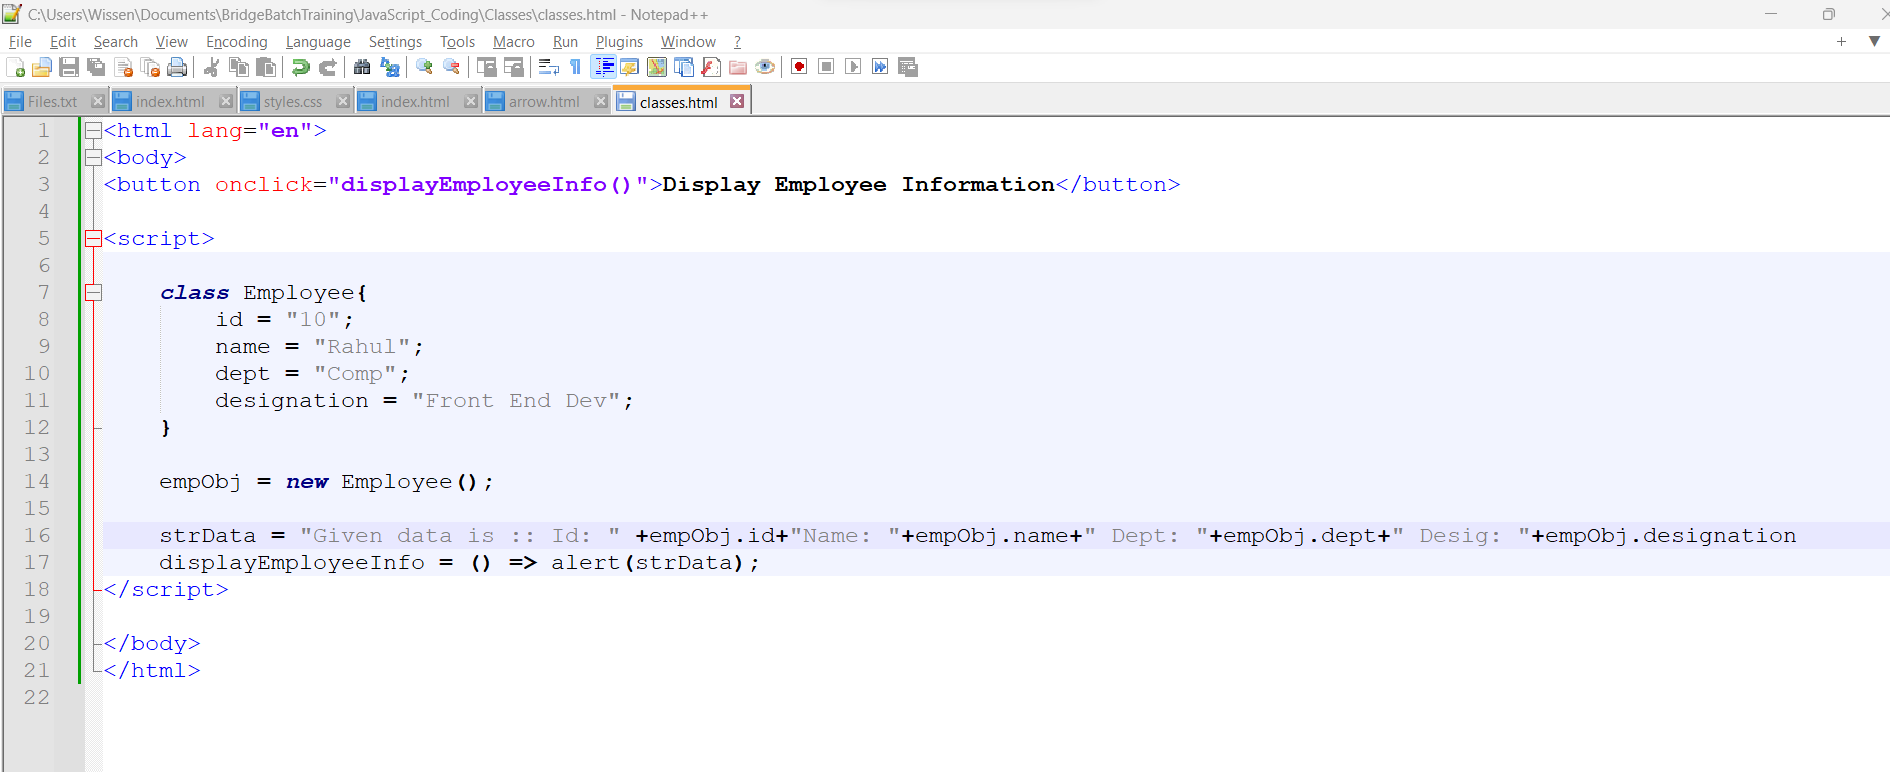 C:\Users\Wissen\Documents\BridgeBatchTraining\JavaScript_Coding\Classes\classes.html - Notepad++
File Edit Search View Encoding Language Settings Tools Macro Run Plugins Window ?
Files.txt index.html styles.css index.html arrow.html classes.html
1 <html lang="en">
2 <body>
3 <button onclick="displayEmployeeInfo()">Display Employee Information</button>
4
5 <script>
6
7 class Employee{
8 id = "10";
9 name = "Rahul";
10 dept = "Comp";
11 designation = "Front End Dev";
12 }
13
14 empObj = new Employee();
15
16 strData = "Given data is :: Id: " +empObj.id+"Name: "+empObj.name+" Dept: "+empObj.dept+" Desig: "+empObj.designation
17 displayEmployeeInfo = () => alert(strData);
18 </script>
19
20 </body>
21 </html>
22